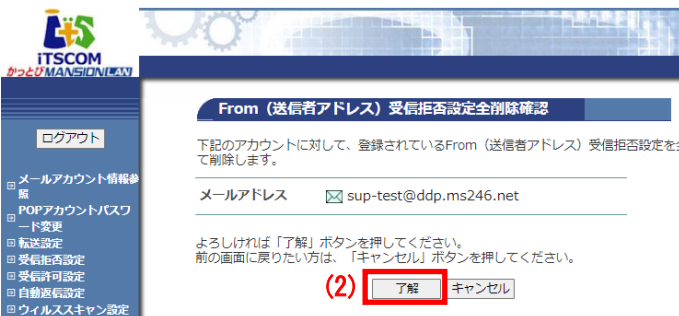 iTSCOM
かっとびMANSIONLAN
ログアウト
メールアカウント情報参
照
POPアカウントパスワ
ード変更
転送設定
受信拒否設定
受信許可設定
自動返信設定
ウィルススキャン設定
From（送信者アドレス）受信拒否設定全削除確認
下記のアカウントに対して、登録されているFrom（送信者アドレス）受信拒否設定を全
て削除します。
メールアドレス sup-test@ddp.ms246.net
よろしければ「了解」ボタンを押してください。
前の画面に戻りたい方は、「キャンセル」ボタンを押してください。
(2) 了解 キャンセル